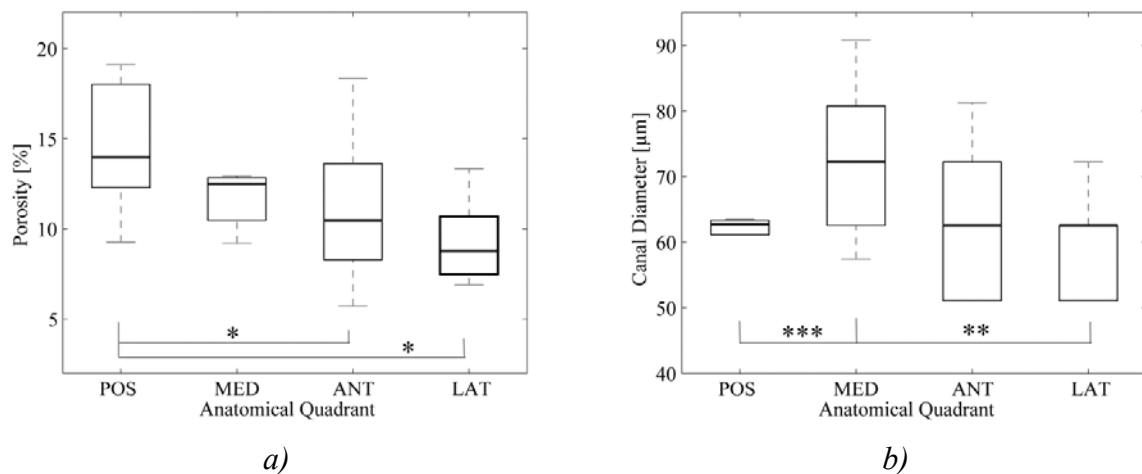 20
15
10
5
Porosity [%]
*
*
POS MED ANT LAT
Anatomical Quadrant
a)
90
80
70
60
50
40
Canal Diameter [μm]
***
**
POS MED ANT LAT
Anatomical Quadrant
b)